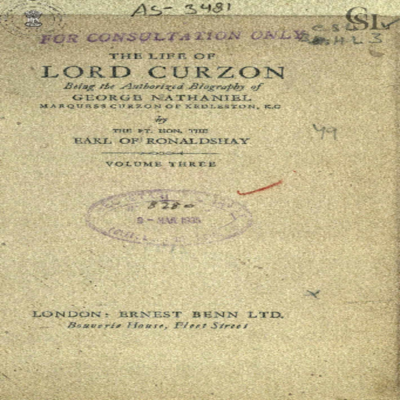 AS-3481
CSL
FOR CONSULTATION ONLY
THE LIFE OF
LORD CURZON
Being the Authorized Biography of
GEORGE NATHANIEL
MARQUESS CURZON OF KEDLESTON, K.G.
by
THE RT. HON. THE
EARL OF RONALDSHAY
VOLUME THREE
LONDON: ERNEST BENN LTD.
Bouverie House, Fleet Street